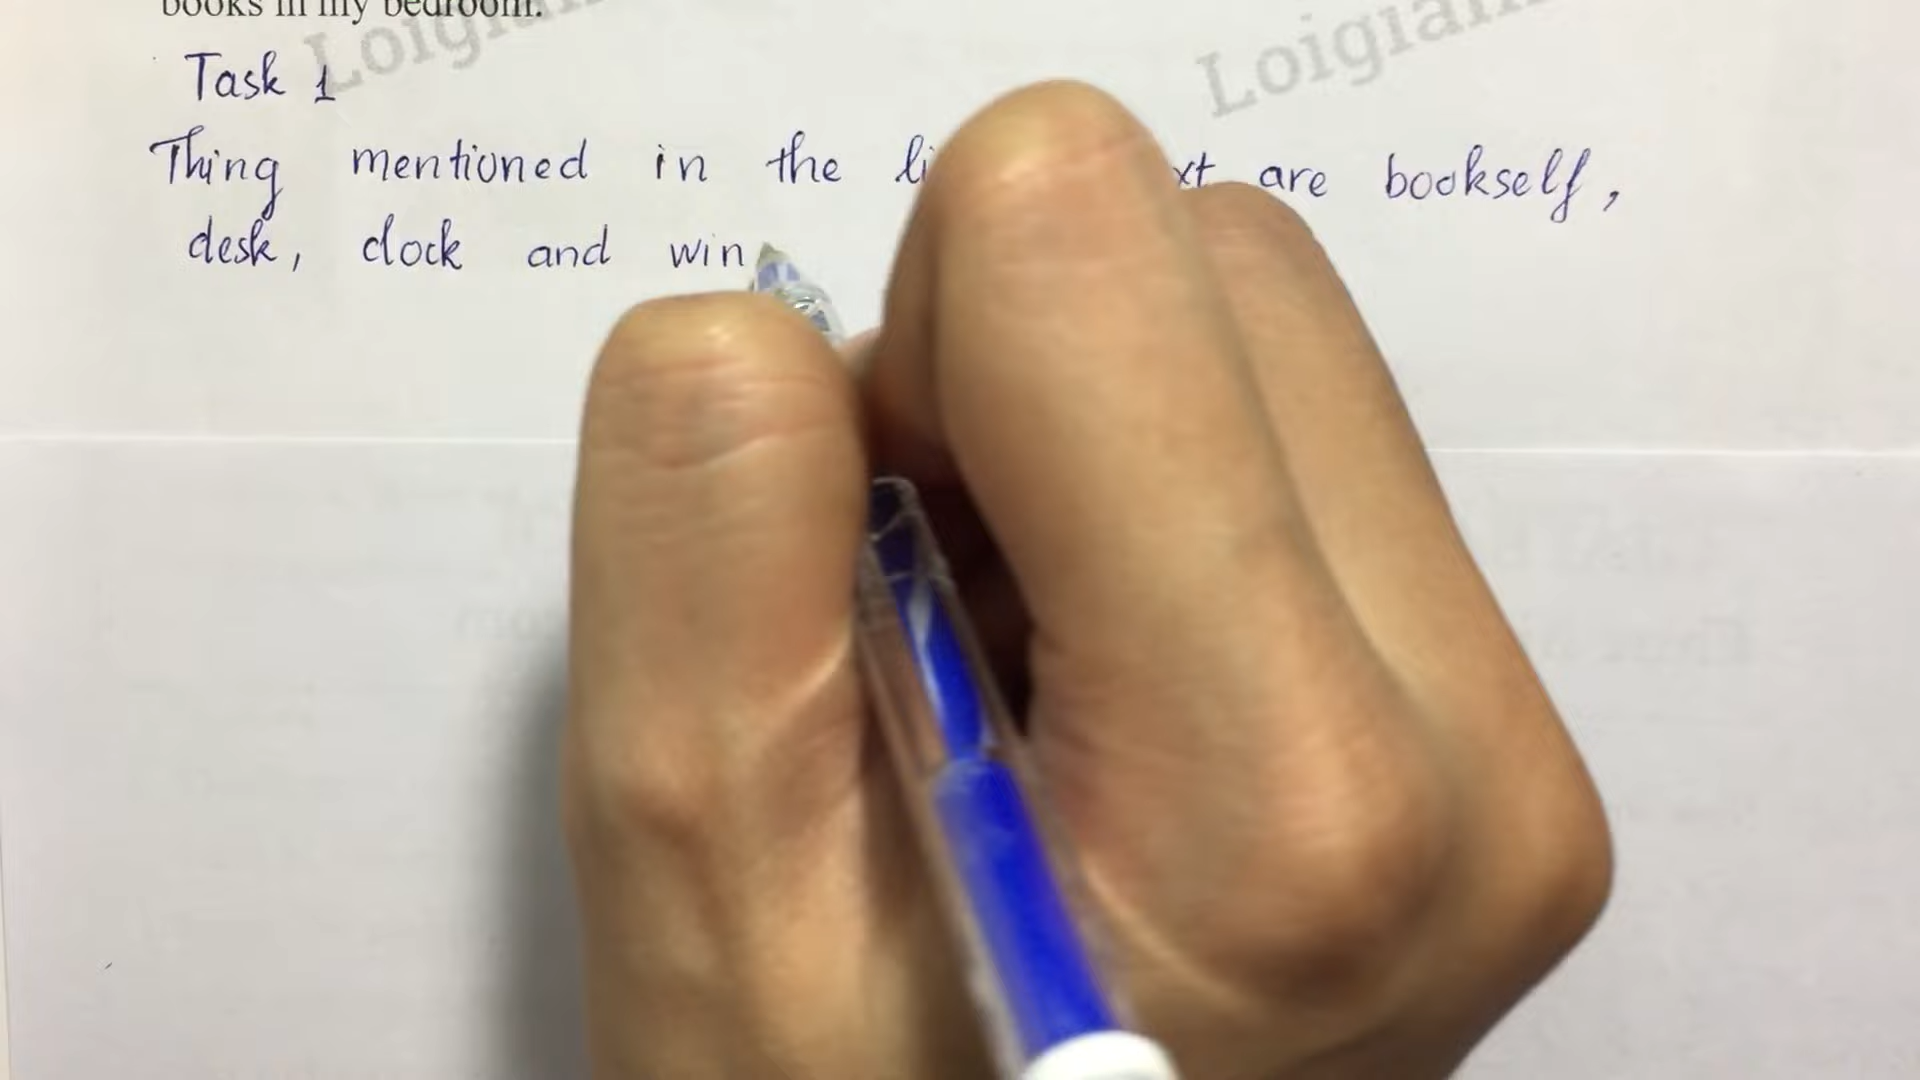 books in my bedroom.
Task 1
Thing mentioned in the are bookself,
desk, clock and win